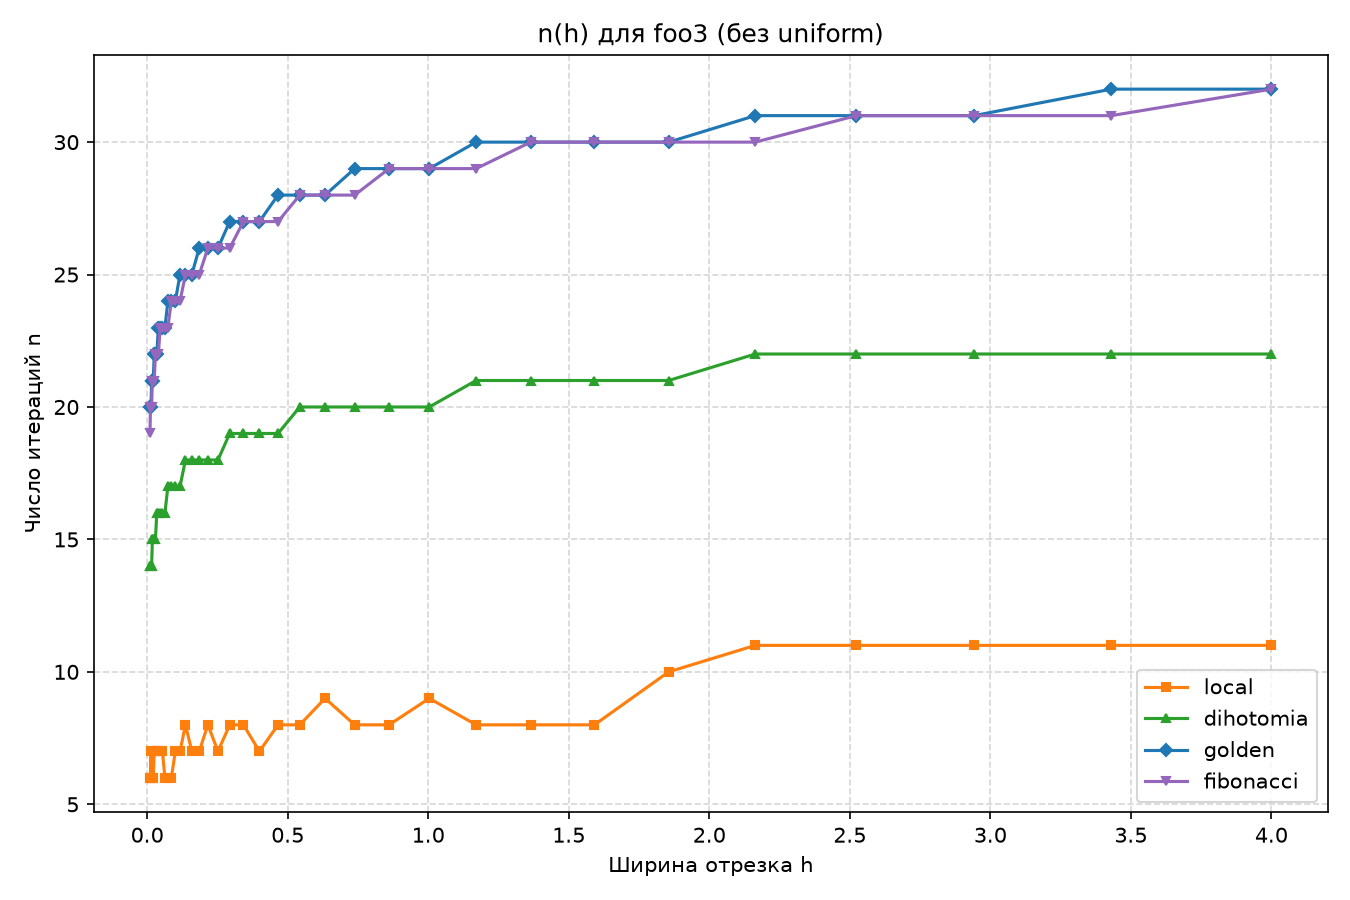 n(h) для foo3 (без uniform)
Число итераций n
30
25
20
15
10
5
local
dihotomia
golden
fibonacci
0.0 0.5 1.0 1.5 2.0 2.5 3.0 3.5 4.0
Ширина отрезка h